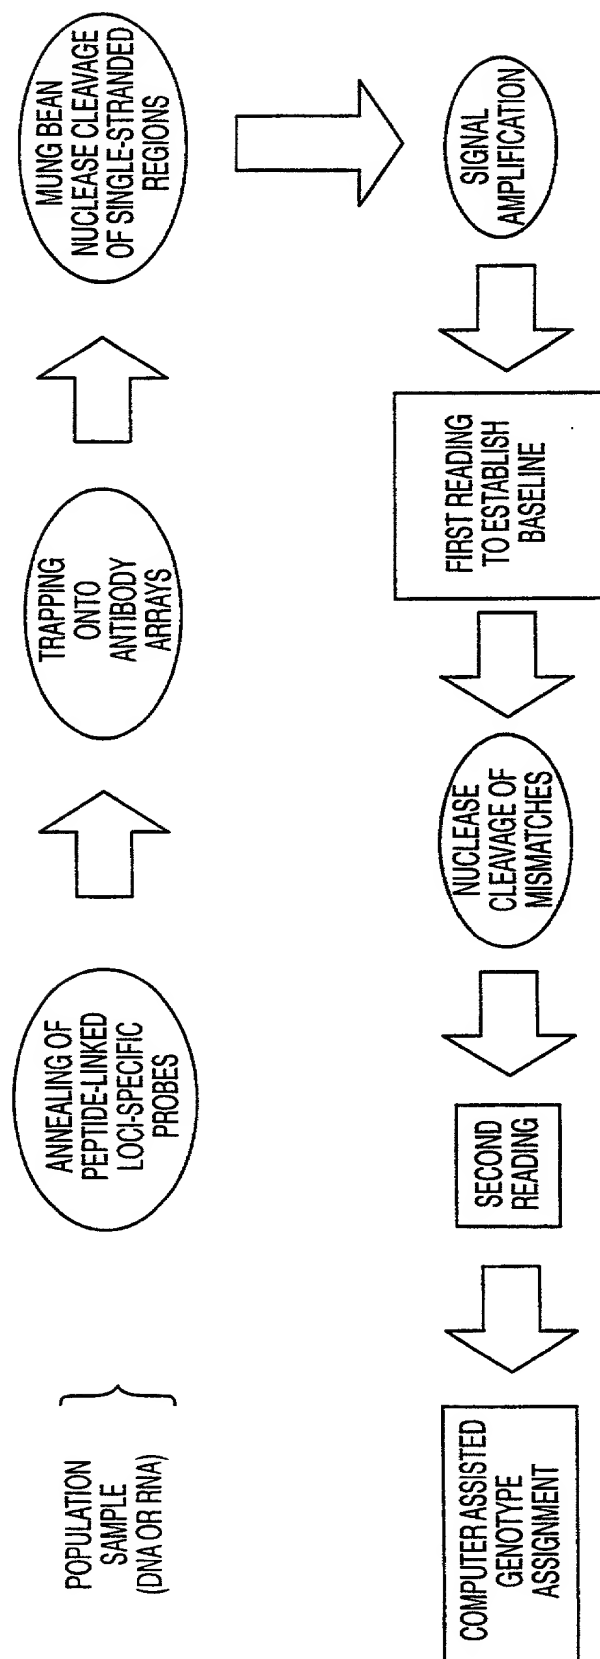 POPULATION
SAMPLE
(DNA OR RNA)
ANNEALING OF
PEPTIDE-LINKED
LOCI-SPECIFIC
PROBES
TRAPPING
ONTO
ANTIBODY
ARRAYS
MUNG BEAN
NUCLEASE CLEAVAGE
OF SINGLE-STRANDED
REGIONS
SIGNAL
AMPLIFICATION
FIRST READING
TO ESTABLISH
BASELINE
NUCLEASE
CLEAVAGE OF
MISMATCHES
SECOND
READING
COMPUTER ASSISTED
GENOTYPE
ASSIGNMENT